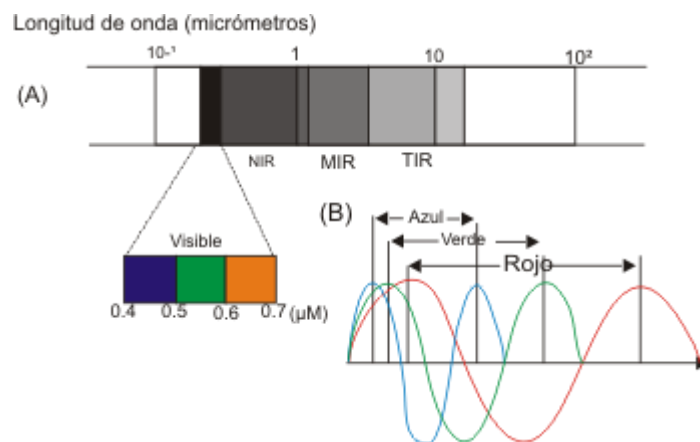 Longitud de onda (micrómetros)
10⁻¹ 1 10 10²
(A)
NIR MIR TIR
(B)
Azul
Verde
Rojo
Visible
0.4 0.5 0.6 0.7 (µM)